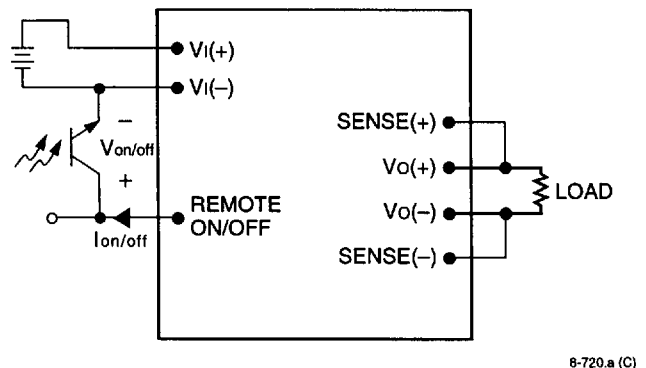 VI(+)
VI(–)
SENSE(+)
–
Von/off
VO(+)
+
LOAD
REMOTE
ON/OFF
VO(–)
Ion/off
SENSE(–)
8-720.a (C)